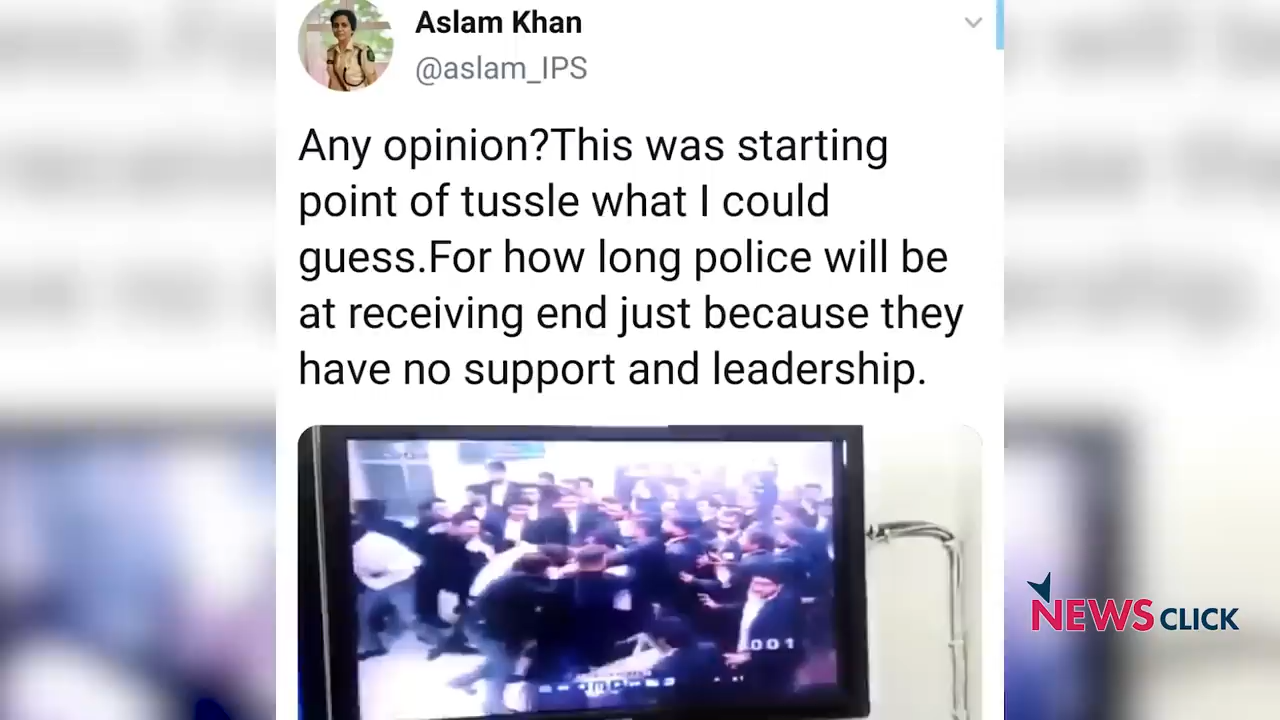 Aslam Khan
@aslam_IPS
Any opinion?This was starting
point of tussle what I could
guess.For how long police will be
at receiving end just because they
have no support and leadership.
001
NEWSCLICK